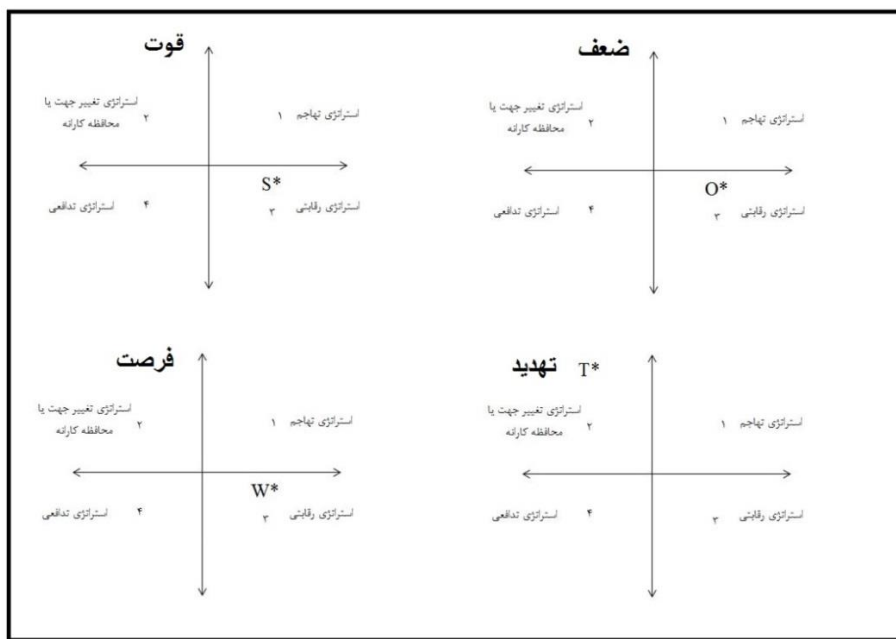 قوت
استراتژی تغییر جهت یا
محافظه کارانه
۲
۱
استراتژی تهاجم
S*
استراتژی تدافعی
۴
۳
استراتژی رقابتی
ضعف
استراتژی تغییر جهت یا
محافظه کارانه
۲
۱
استراتژی تهاجم
O*
استراتژی تدافعی
۴
۳
استراتژی رقابتی
فرصت
استراتژی تغییر جهت یا
محافظه کارانه
۲
۱
استراتژی تهاجم
W*
استراتژی تدافعی
۴
۳
استراتژی رقابتی
تهدید
T*
استراتژی تغییر جهت یا
محافظه کارانه
۲
۱
استراتژی تهاجم
استراتژی تدافعی
۴
۳
استراتژی رقابتی